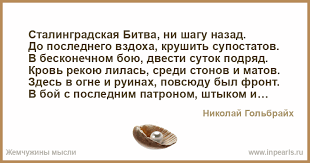 Сталинградская Битва, ни шагу назад.
До последнего вздоха, крушить супостатов.
В бесконечном бою, двести суток подряд.
Кровь рекою лилась, среди стонов и матов.
Здесь в огне и руинах, повсюду был фронт.
В бой с последним патроном, штыком и...
Николай Гольбрайх
Жемчужины мысли
www.inpearls.ru